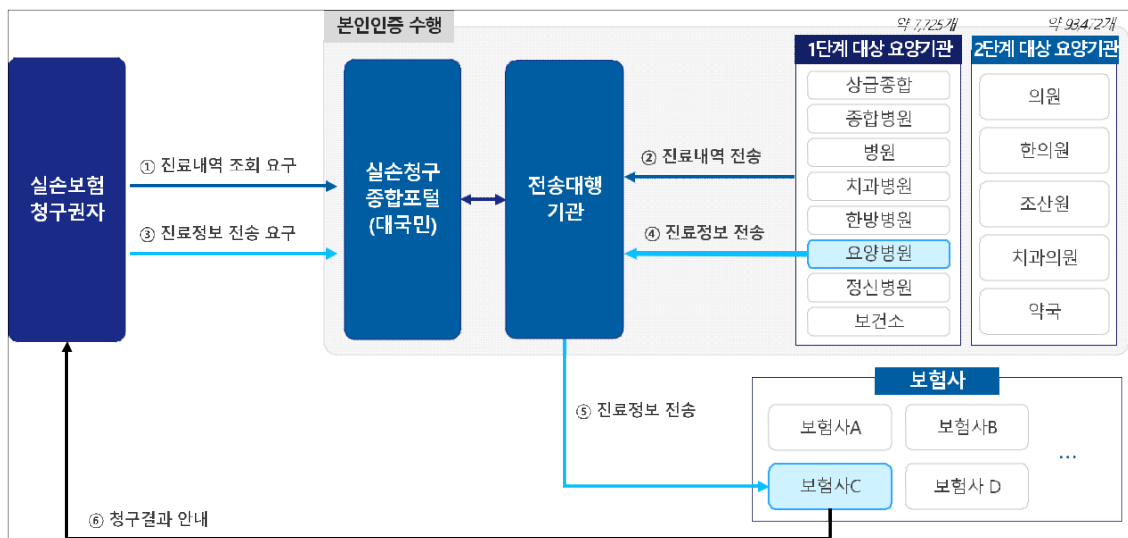 본인인증 수행
약 7,725개
약 93,472개
1단계 대상 요양기관
2단계 대상 요양기관
상급종합
종합병원
병원
치과병원
한방병원
요양병원
정신병원
보건소
의원
한의원
조산원
치과의원
약국
실손보험
청구권자
① 진료내역 조회 요구
③ 진료정보 전송 요구
실손청구
종합포털
(대국민)
전송대행
기관
② 진료내역 전송
④ 진료정보 전송
⑤ 진료정보 전송
보험사
보험사A
보험사B
보험사C
보험사 D
...
⑥ 청구결과 안내